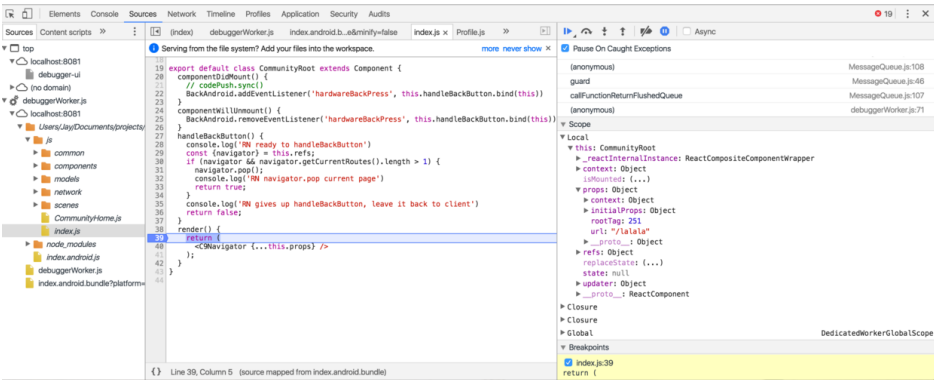 Elements Console Sources Network Timeline Profiles Application Security Audits 19
Sources Content scripts »
top
localhost:8081
debugger-ui
(no domain)
debuggerWorker.js
localhost:8081
Users/Jay/Documents/projects/
js
common
components
models
network
scenes
CommunityHome.js
index.js
node_modules
index.android.js
debuggerWorker.js
index.android.bundle?platform=
(index) debuggerWorker.js index.android.b…e&minify=false index.js × Profile.js »
Serving from the file system? Add your files into the workspace. more never show ×
18
19 export default class CommunityRoot extends Component {
20 componentDidMount() {
21 // codePush.sync()
22 BackAndroid.addEventListener('hardwareBackPress', this.handleBackButton.bind(this))
23 }
24 componentWillUnmount() {
25 BackAndroid.removeEventListener('hardwareBackPress', this.handleBackButton.bind(this))
26 }
27 handleBackButton() {
28 console.log('RN ready to handleBackButton')
29 const {navigator} = this.refs;
30 if (navigator && navigator.getCurrentRoutes().length > 1) {
31 navigator.pop();
32 console.log('RN navigator.pop current page')
33 return true;
34 }
35 console.log('RN gives up handleBackButton, leave it back to client')
36 return false;
37 }
38 render() {
39 return (
40 <C9Navigator {...this.props} />
41 );
42 }
43 }
44
{} Line 39, Column 5 (source mapped from index.android.bundle)
Async
Pause On Caught Exceptions
(anonymous) MessageQueue.js:108
guard MessageQueue.js:46
callFunctionReturnFlushedQueue MessageQueue.js:107
(anonymous) debuggerWorker.js:71
Scope
Local
this: CommunityRoot
_reactInternalInstance: ReactCompositeComponentWrapper
context: Object
isMounted: (...)
props: Object
context: Object
initialProps: Object
rootTag: 251
url: "/lalala"
__proto__: Object
refs: Object
replaceState: (...)
state: null
updater: Object
__proto__: ReactComponent
Closure
Closure
Global DedicatedWorkerGlobalScope
Breakpoints
index.js:39
return (